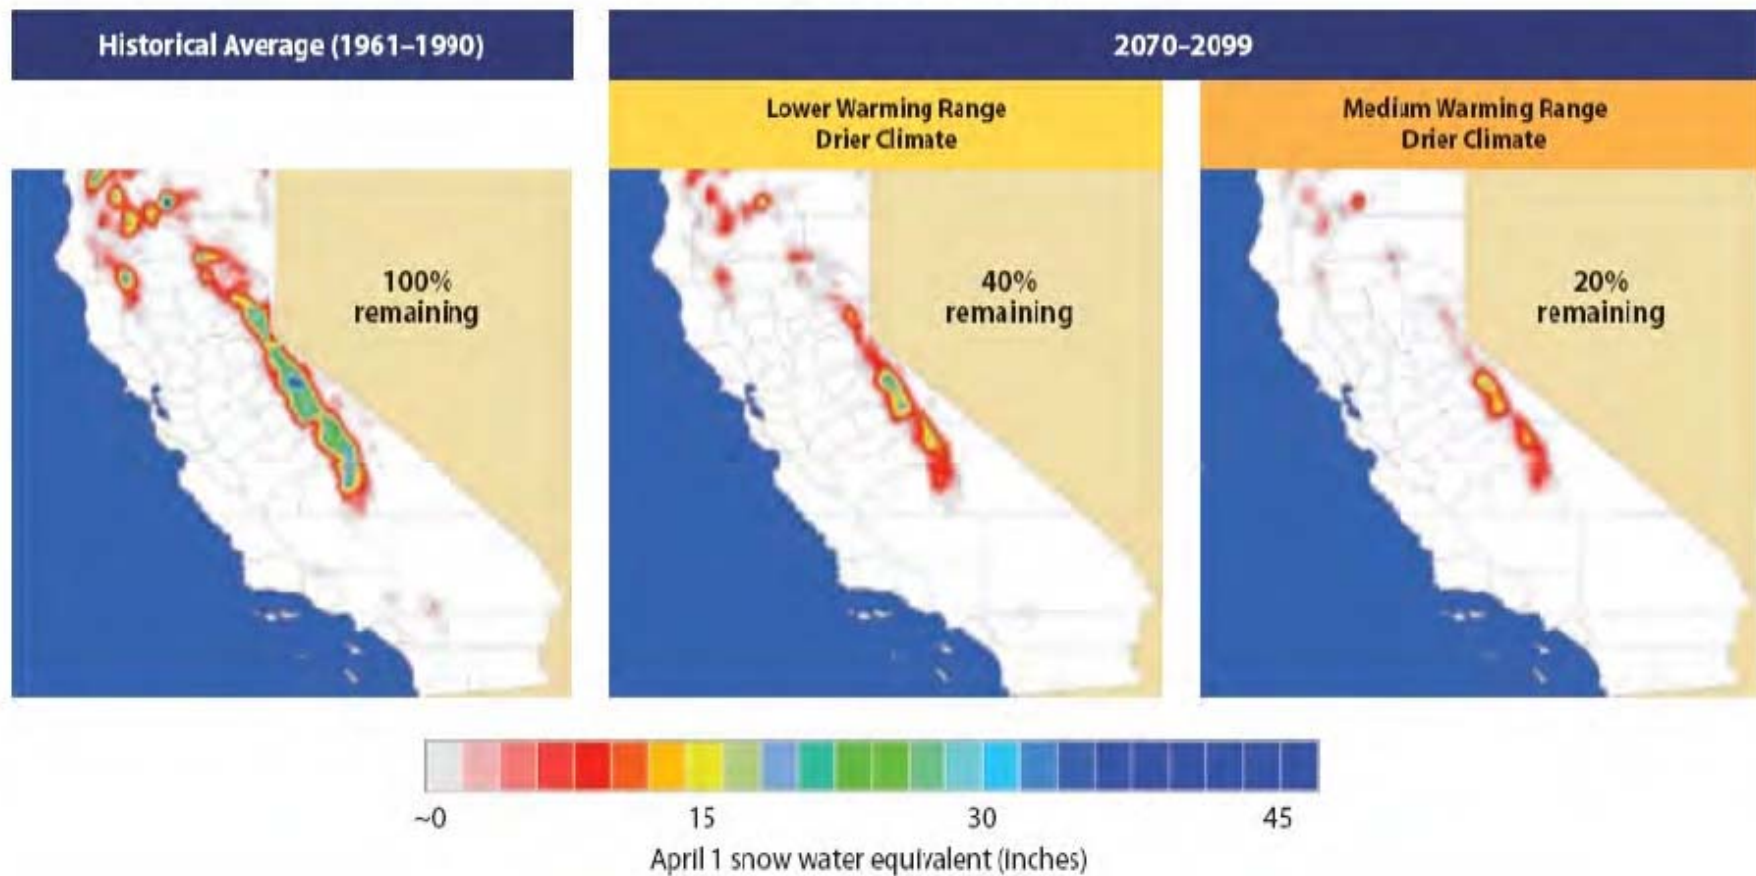 Historical Average (1961–1990)
2070–2099
Lower Warming Range
Drier Climate
Medium Warming Range
Drier Climate
100%
remaining
40%
remaining
20%
remaining
~0 15 30 45
April 1 snow water equivalent (inches)